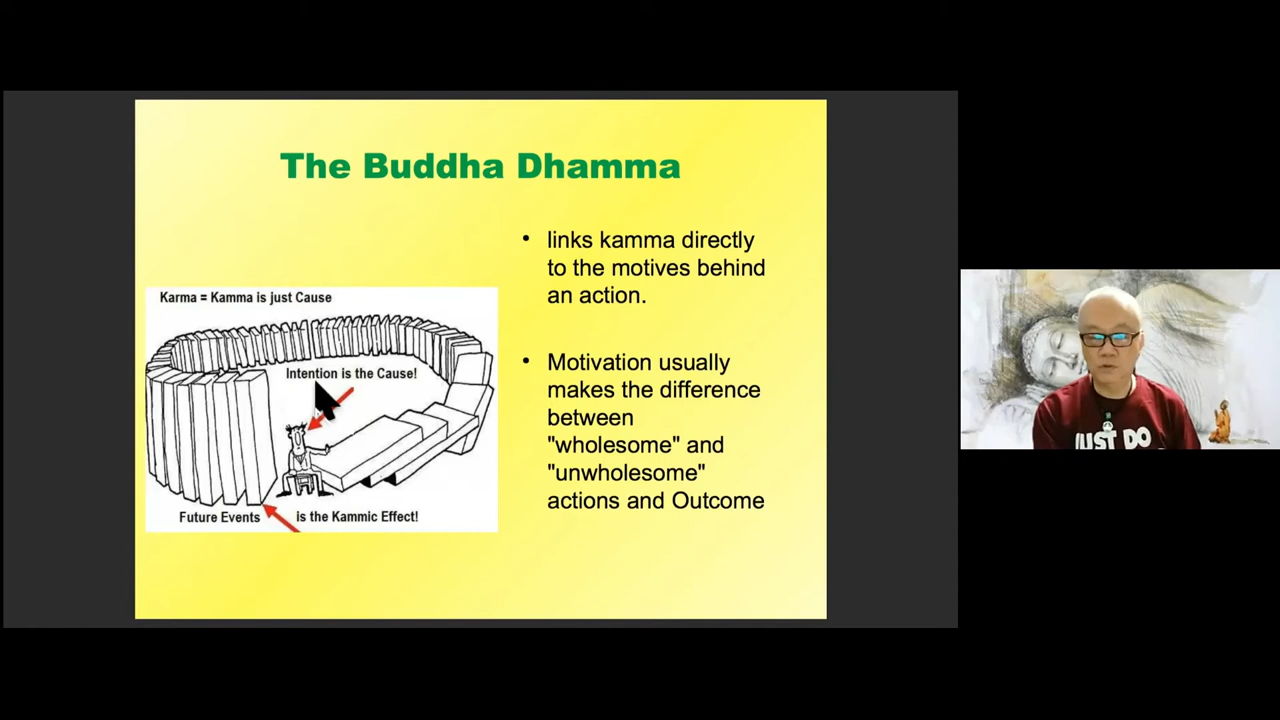 The Buddha Dhamma
• links kamma directly
to the motives behind
an action.
• Motivation usually
makes the difference
between
"wholesome" and
"unwholesome"
actions and Outcome
Karma = Kamma is just Cause
Intention is the Cause!
Future Events is the Kammic Effect!
JUST DO